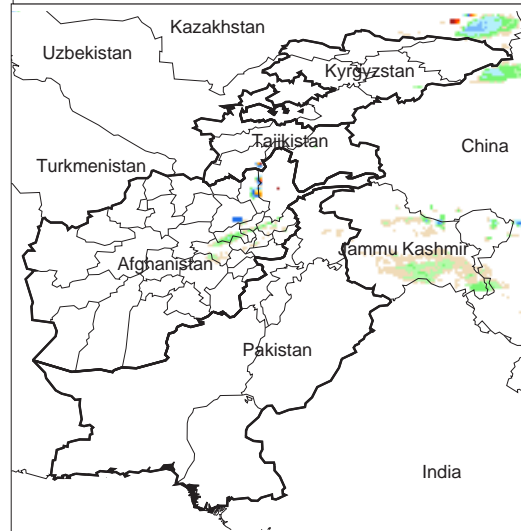 Kazakhstan
Uzbekistan
Kyrgyzstan
Tajikistan
China
Turkmenistan
Jammu Kashmir
Afghanistan
Pakistan
India